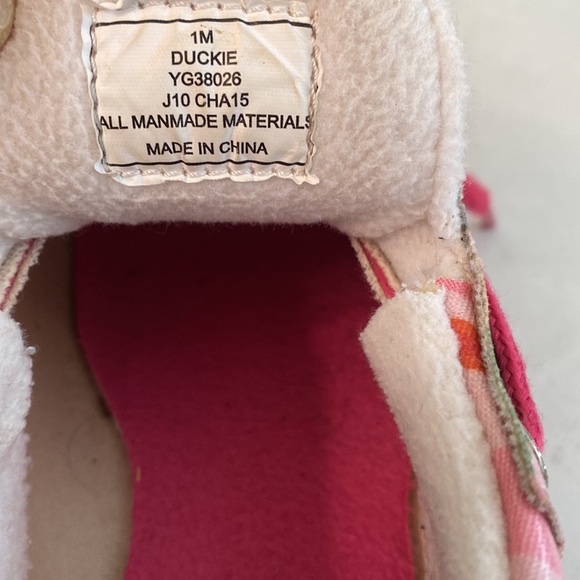 1M
DUCKIE
YG38026
J10 CHA15
ALL MANMADE MATERIALS
MADE IN CHINA